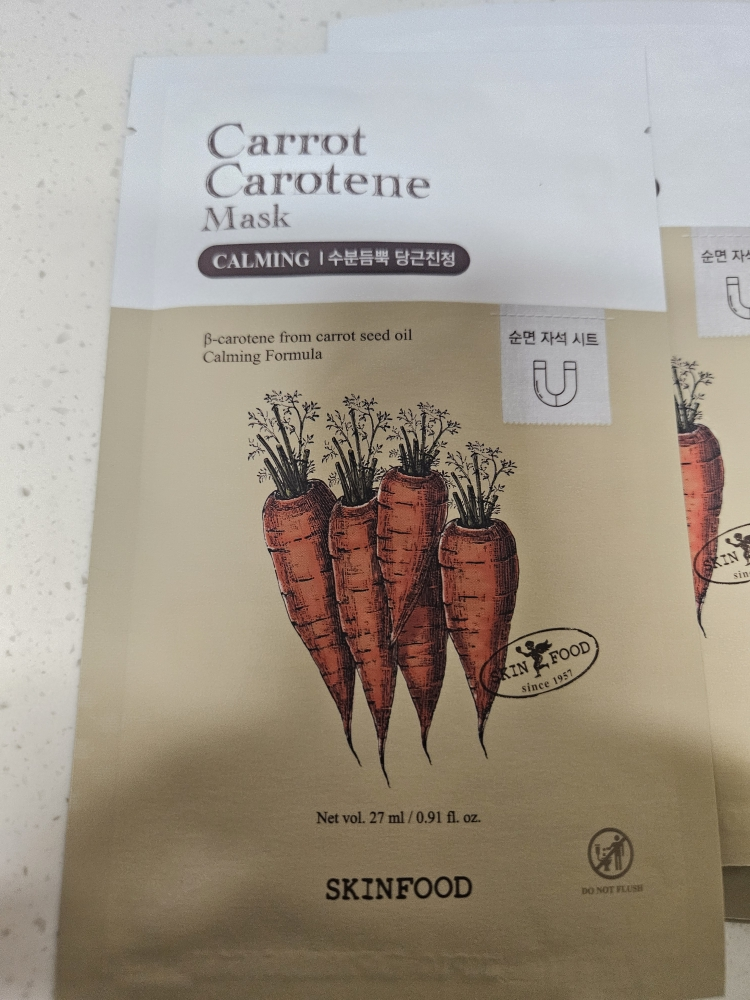 Carrot
Carotene
Mask
CALMING | 수분듬뿍 당근진정
β-carotene from carrot seed oil
Calming Formula
순면 자석 시트
순면 자석
SKIN FOOD
since 1957
SKIN
sin
Net vol. 27 ml / 0.91 fl. oz.
SKINFOOD
DO NOT FLUSH